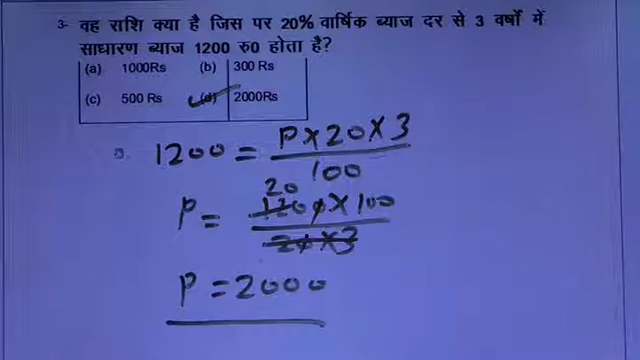 3- वह राशि क्या है जिस पर 20% वार्षिक ब्याज दर से 3 वर्षों में
साधारण ब्याज 1200 रु0 होता है?
(a) 1000Rs (b) 300 Rs
(c) 500 Rs (d) 2000Rs
1200 = P×20×3
100
20
P = 1200×100
20×3
P = 2000